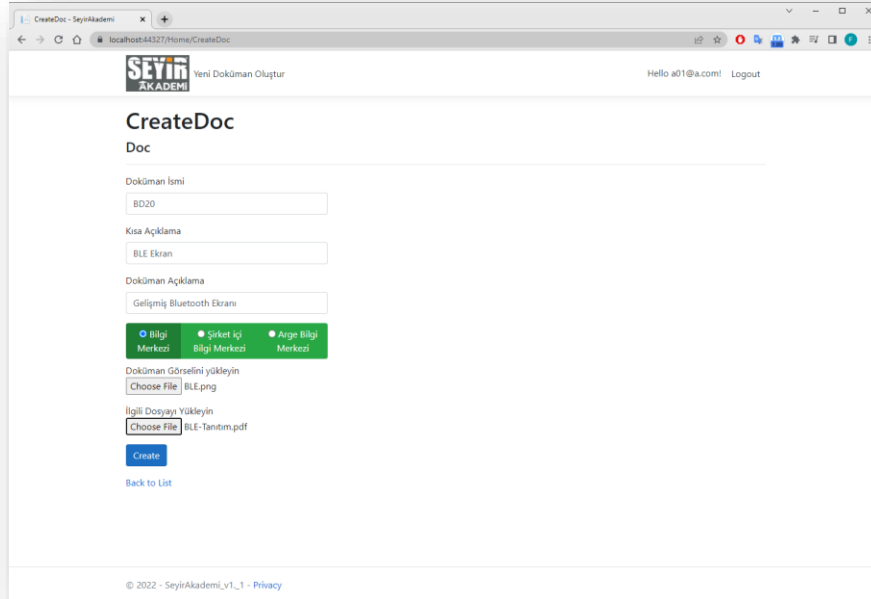 CreateDoc - SeyirAkademi
localhost:44327/Home/CreateDoc
SEYİR
AKADEMİ
Yeni Doküman Oluştur
Hello a01@a.com! Logout
CreateDoc
Doc
Doküman İsmi
BD20
Kısa Açıklama
BLE Ekran
Doküman Açıklama
Gelişmiş Bluetooth Ekranı
Bilgi Merkezi
Şirket içi Bilgi Merkezi
Arge Bilgi Merkezi
Doküman Görselini yükleyin
Choose File BLE.png
İlgili Dosyayı Yükleyin
Choose File BLE-Tanıtım.pdf
Create
Back to List
© 2022 - SeyirAkademi_v1._1 - Privacy